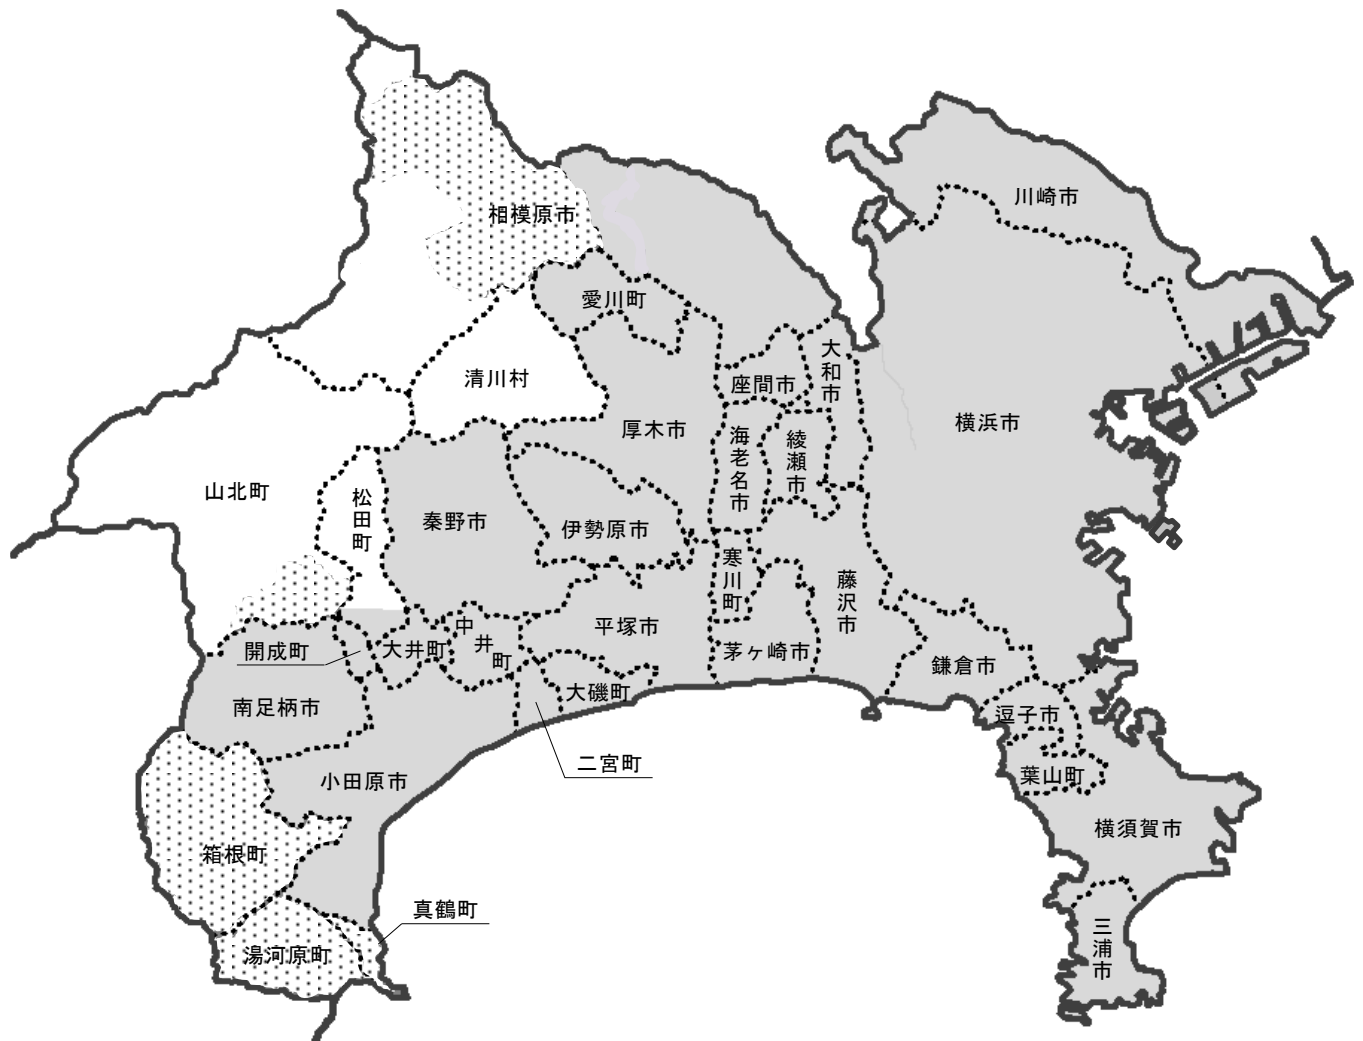 川崎市
相模原市
愛川町
大和市
清川村
座間市
横浜市
厚木市
海老名市
綾瀬市
山北町
松田町
秦野市
伊勢原市
寒川町
藤沢市
開成町
大井町
中井町
平塚市
茅ヶ崎市
鎌倉市
南足柄市
大磯町
逗子市
二宮町
小田原市
葉山町
横須賀市
箱根町
真鶴町
湯河原町
三浦市